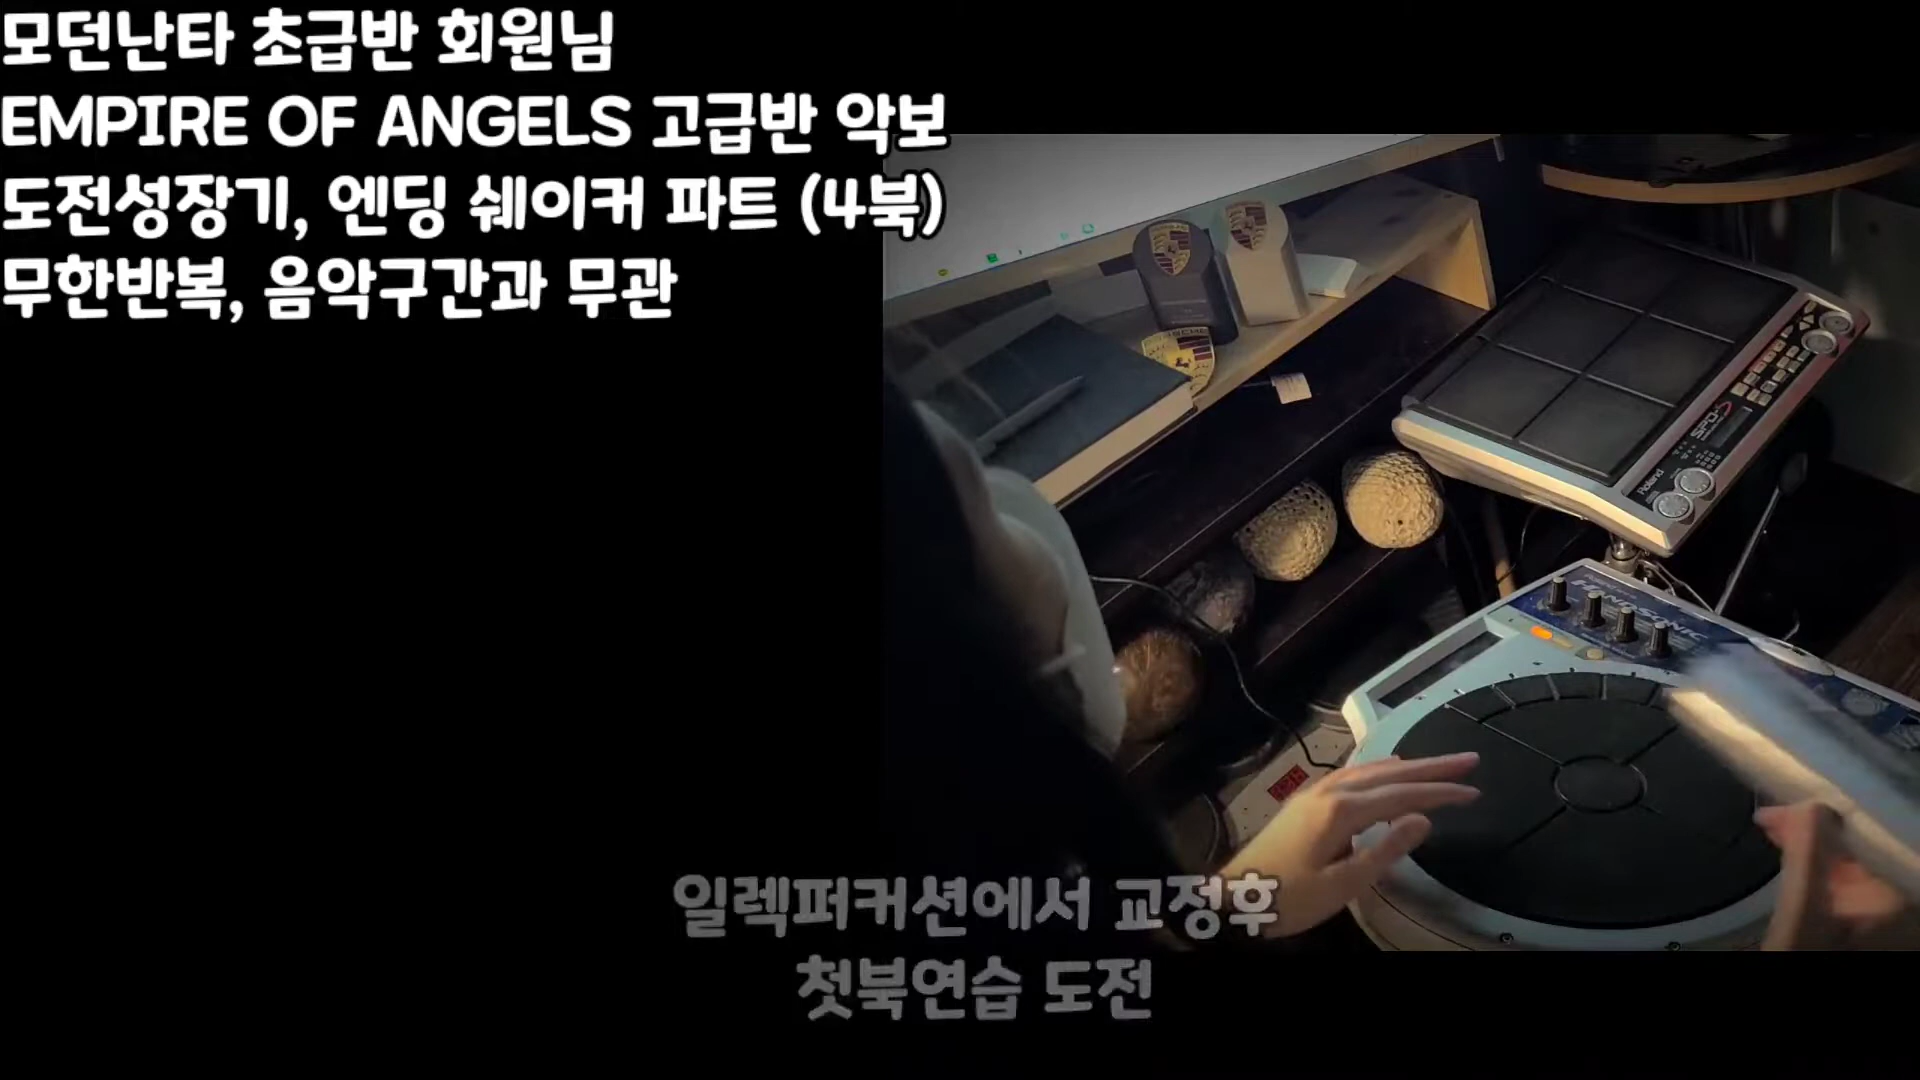 모던난타 초급반 회원님
EMPIRE OF ANGELS 고급반 악보
도전성장기, 엔딩 쉐이커 파트 (4북)
무한반복, 음악구간과 무관
SPD-S
Roland
HandSonic
일렉퍼커션에서 교정후
첫북연습 도전